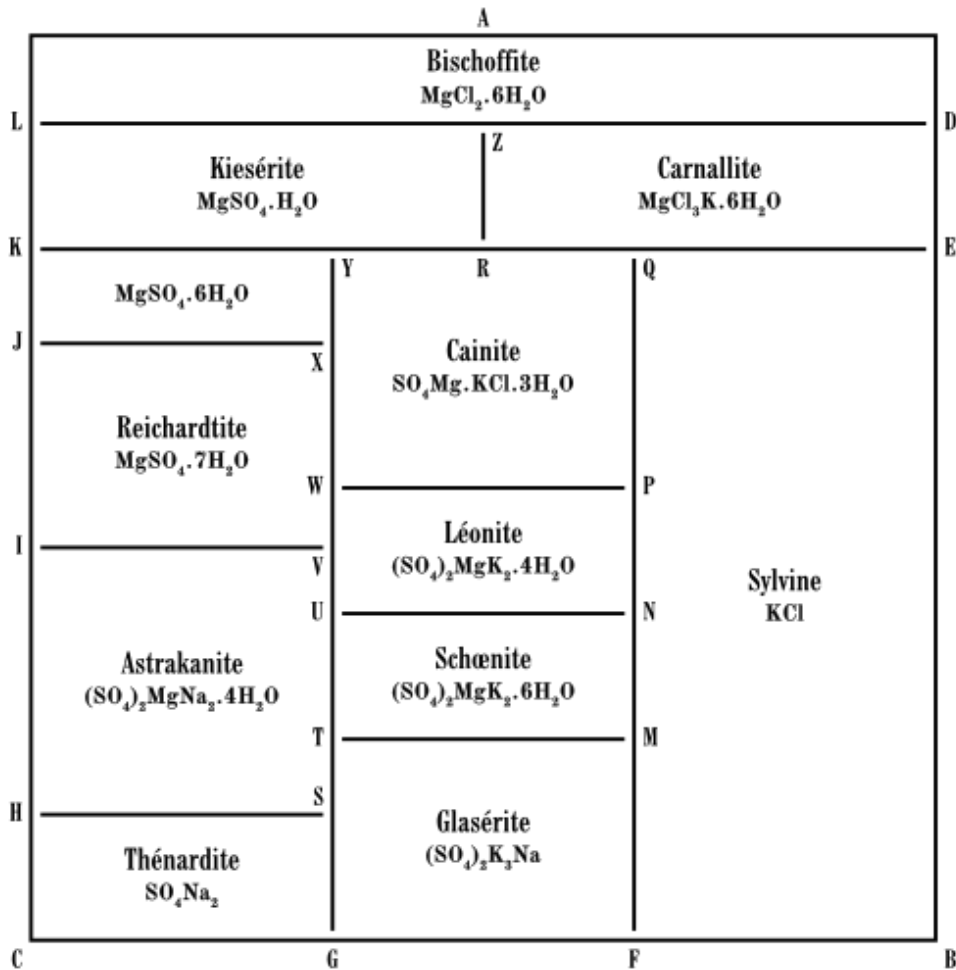 A
Bischoffite
MgCl₂.6H₂O
L
D
Z
Kiesérite
MgSO₄.H₂O
Carnallite
MgCl₃K.6H₂O
K
E
Y
R
Q
MgSO₄.6H₂O
J
X
Cainite
SO₄Mg.KCl.3H₂O
Reichardtite
MgSO₄.7H₂O
W
P
Léonite
(SO₄)₂MgK₂.4H₂O
I
V
Sylvine
KCl
U
N
Astrakanite
(SO₄)₂MgNa₂.4H₂O
Schœnite
(SO₄)₂MgK₂.6H₂O
T
M
S
H
Glasérite
(SO₄)₂K₃Na
Thénardite
SO₄Na₂
C
G
F
B